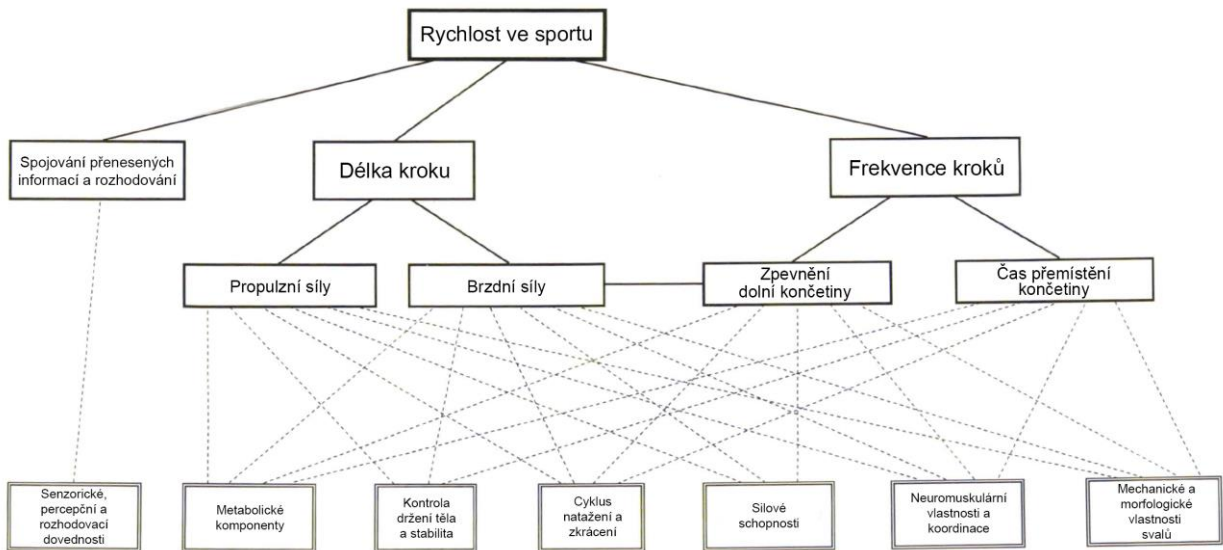 Rychlost ve sportu
Spojování přenesených
informací a rozhodování
Délka kroku
Frekvence kroků
Propulzní síly
Brzdní síly
Zpevnění
dolní končetiny
Čas přemístění
končetiny
Senzorické,
percepční a
rozhodovací
dovednosti
Metabolické
komponenty
Kontrola
držení těla
a stabilita
Cyklus
natažení a
zkrácení
Silové
schopnosti
Neuromuskulární
vlastnosti a
koordinace
Mechanické a
morfologické
vlastnosti
svalů